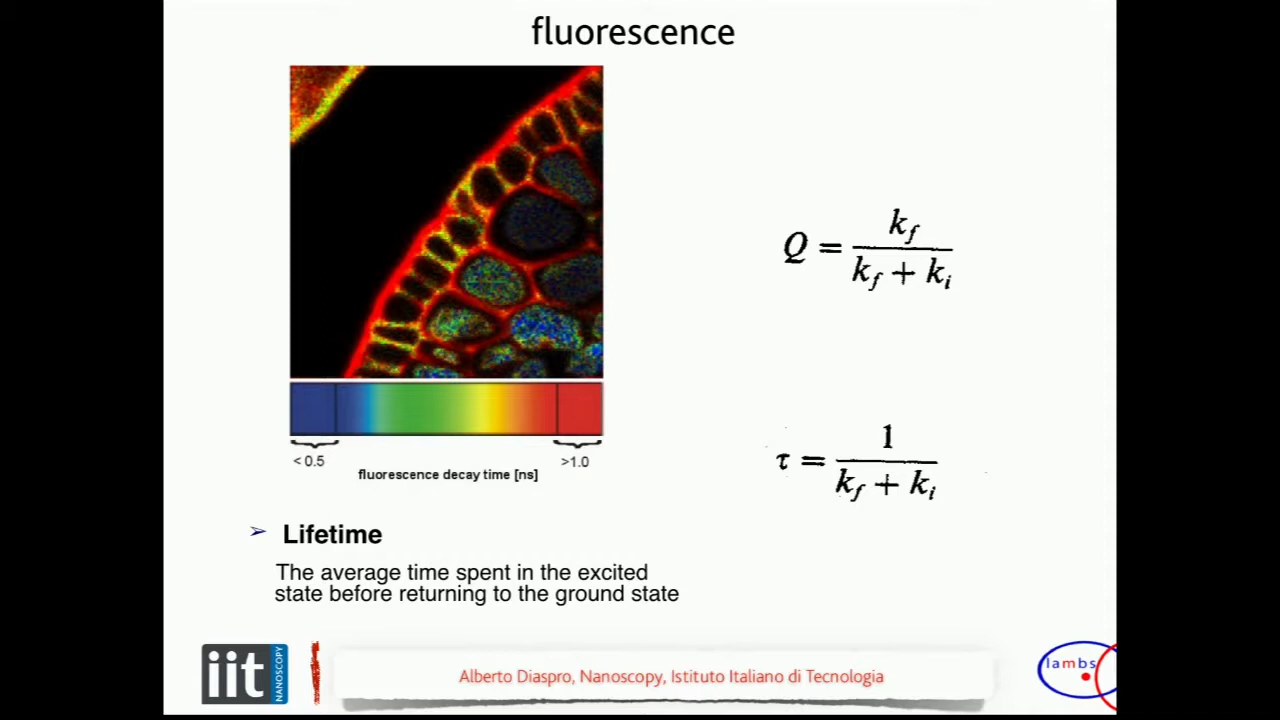 fluorescence
Q = k_f / (k_f + k_i)
< 0.5
>1.0
fluorescence decay time [ns]
τ = 1 / (k_f + k_i)
➢ Lifetime
The average time spent in the excited
state before returning to the ground state
iit
NANOSCOPY
Alberto Diaspro, Nanoscopy, Istituto Italiano di Tecnologia
lambs